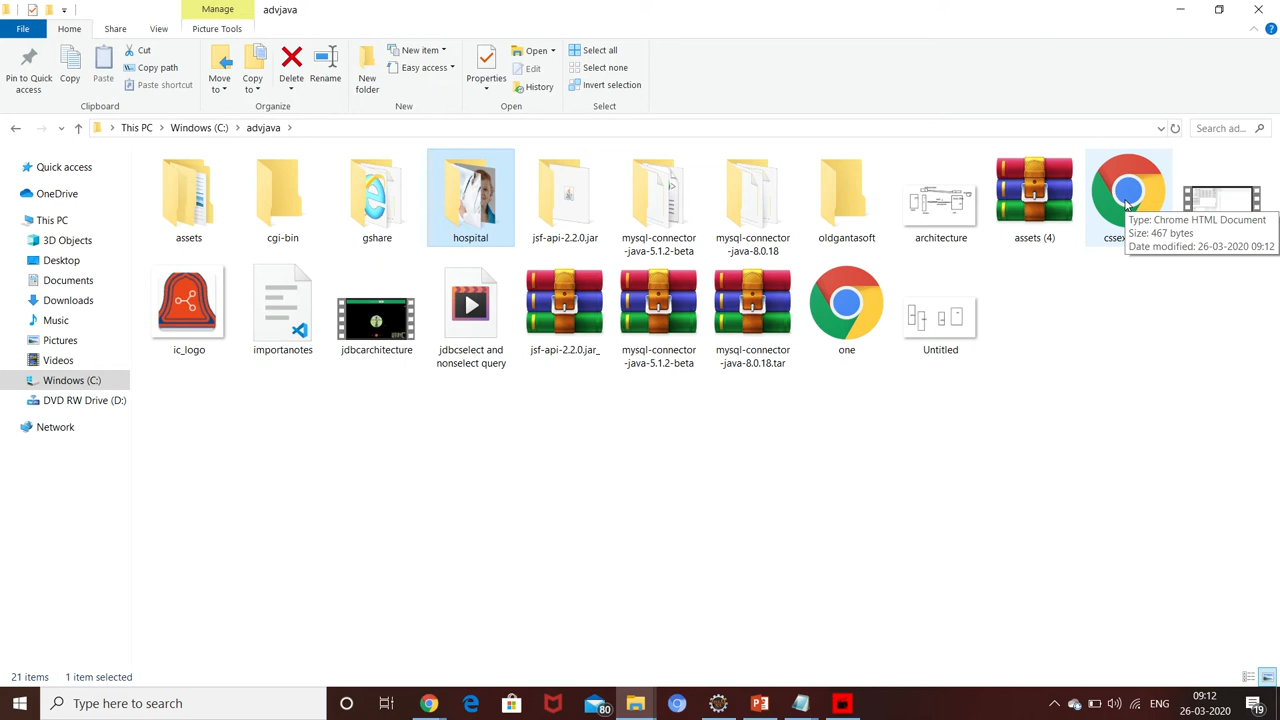 Manage
advjava
File
Home
Share
View
Picture Tools
Pin to Quick
access
Copy
Paste
Cut
Copy path
Paste shortcut
Clipboard
Move
to
Copy
to
Delete
Rename
Organize
New
folder
New item
Easy access
New
Properties
Open
Edit
History
Open
Select all
Select none
Invert selection
Select
This PC
Windows (C:)
advjava
Search ad...
Quick access
OneDrive
This PC
3D Objects
Desktop
Documents
Downloads
Music
Pictures
Videos
Windows (C:)
DVD RW Drive (D:)
Network
assets
cgi-bin
gshare
hospital
jsf-api-2.2.0.jar
mysql-connector
-java-5.1.2-beta
mysql-connector
-java-8.0.18
oldgantasoft
architecture
assets (4)
Type: Chrome HTML Document
Size: 467 bytes
Date modified: 26-03-2020 09:12
ic_logo
importanotes
jdbcarchitecture
jdbcselect and
nonselect query
jsf-api-2.2.0.jar_
mysql-connector
-java-5.1.2-beta
mysql-connector
-java-8.0.18.tar
one
Untitled
21 items
1 item selected
Type here to search
80
ENG
09:12
26-03-2020
19